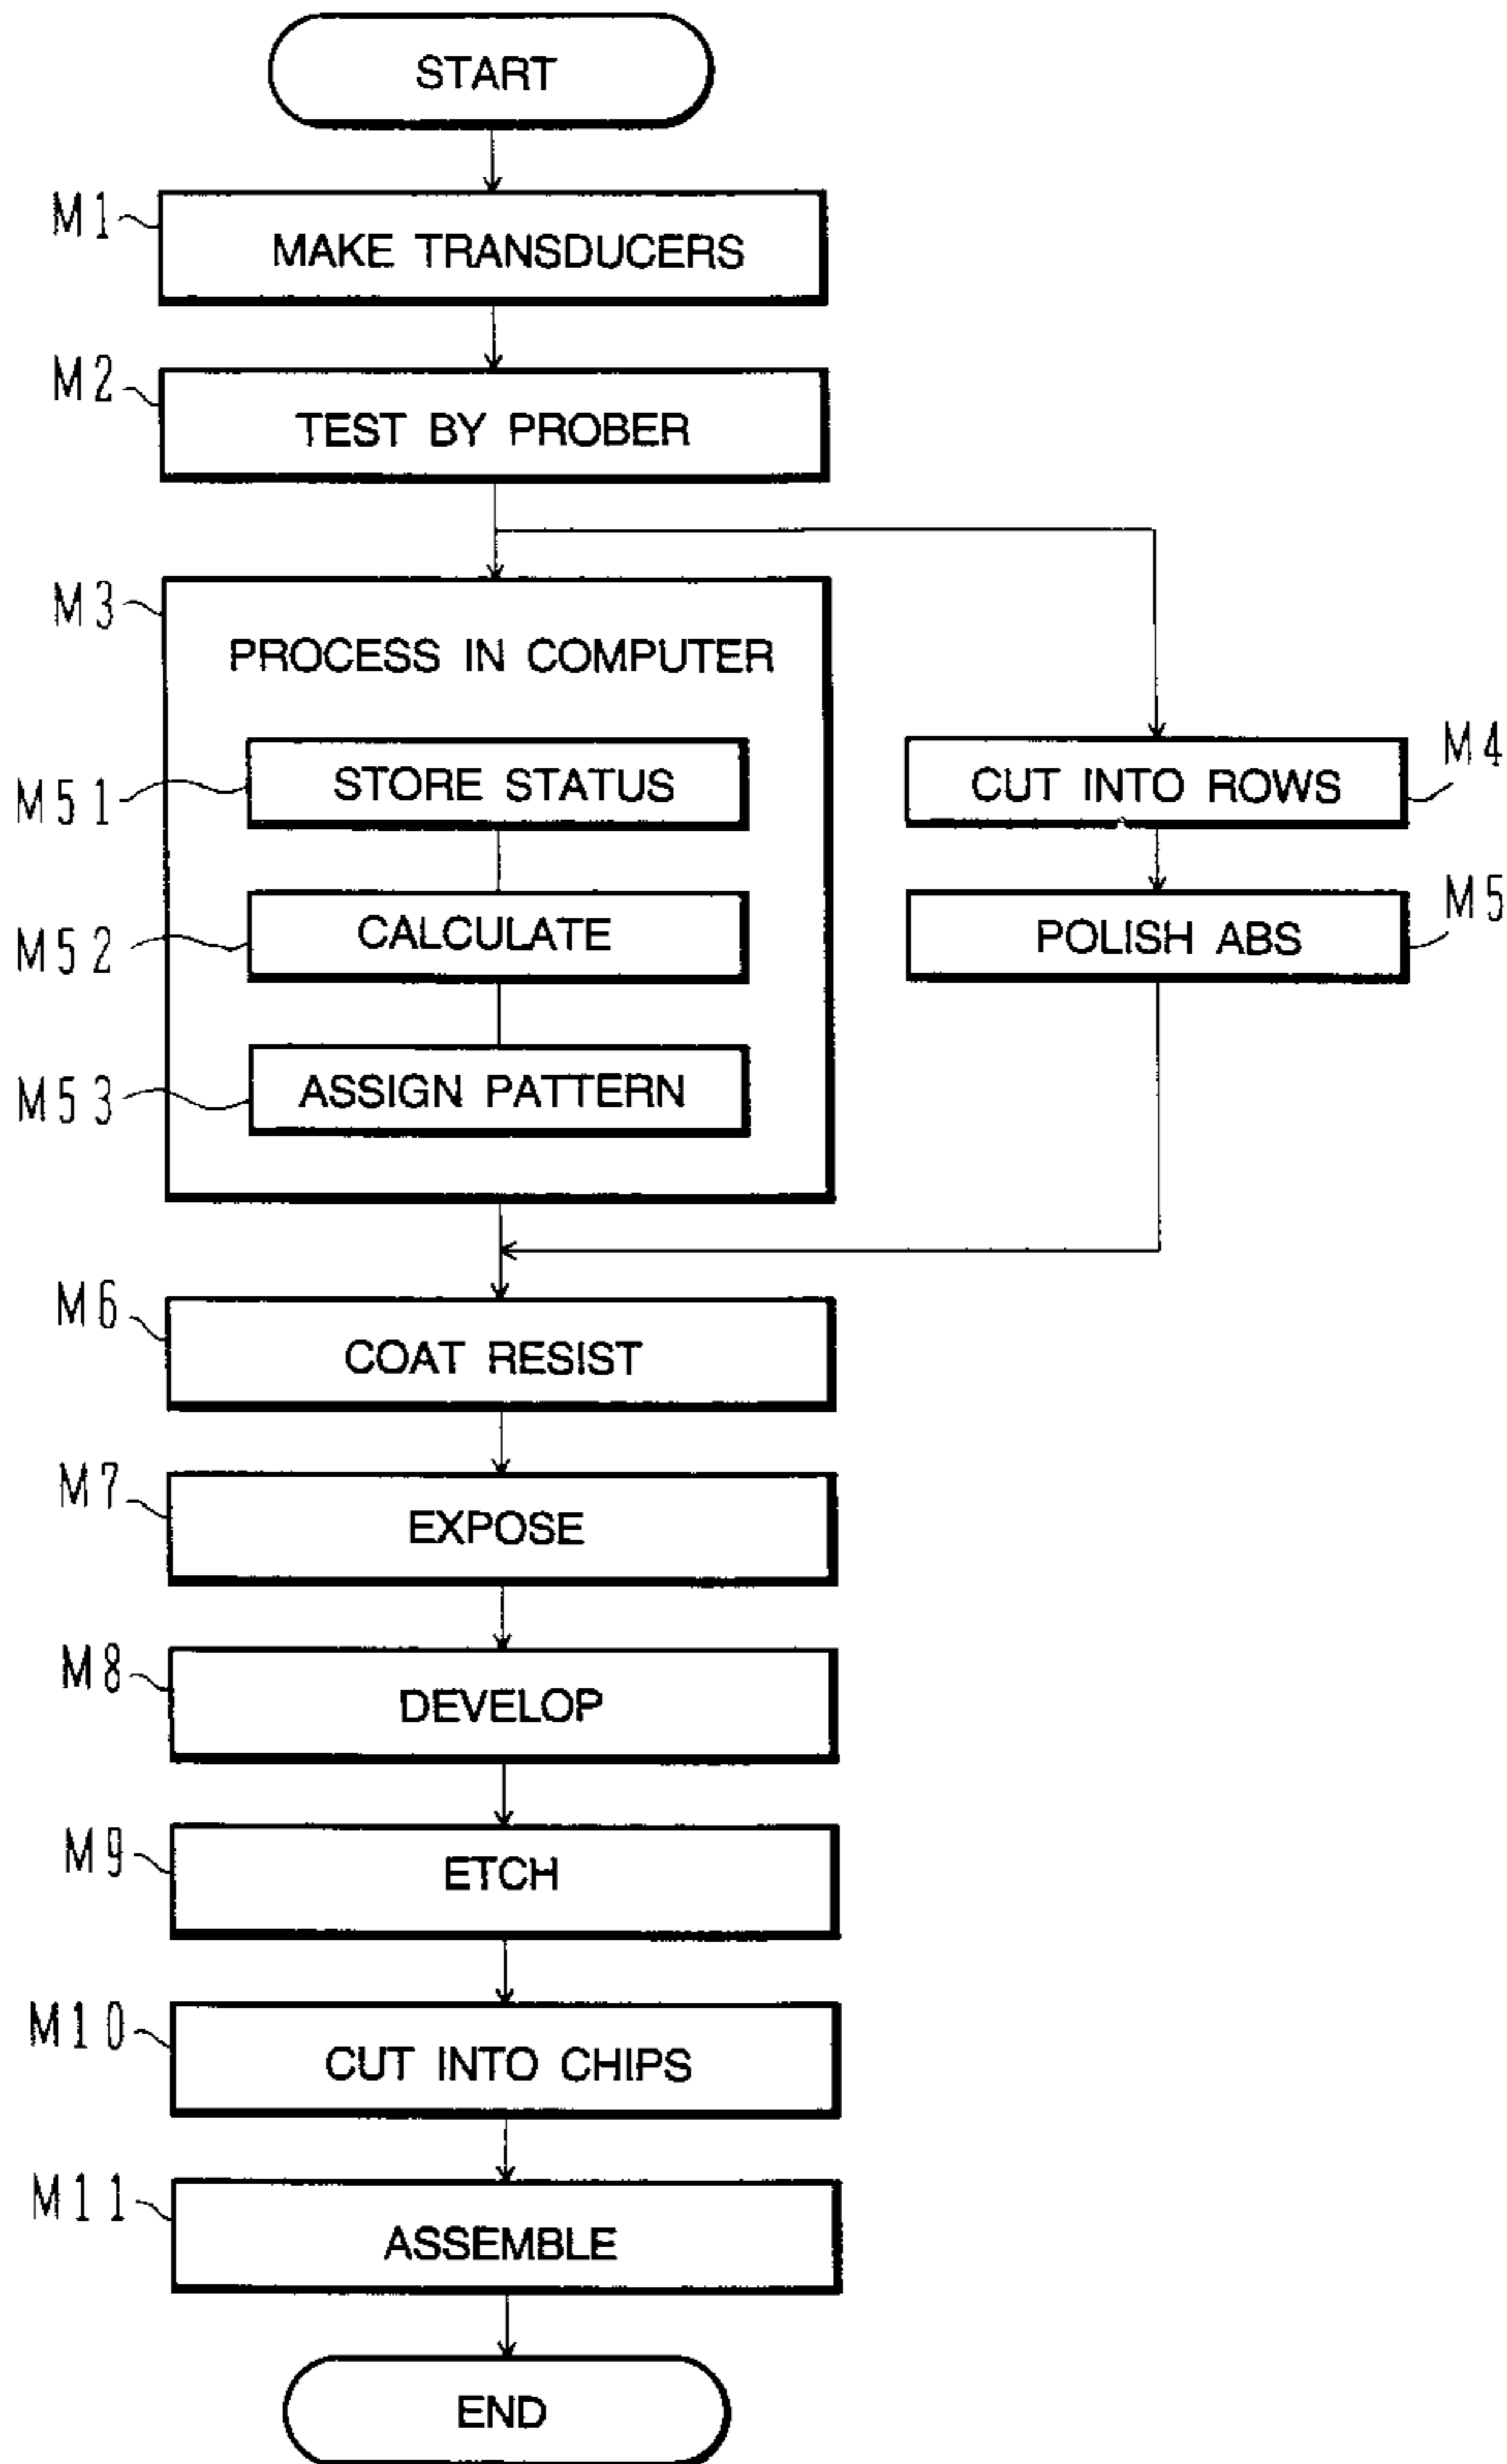 START
M1
MAKE TRANSDUCERS
M2
TEST BY PROBER
M3
PROCESS IN COMPUTER
M51
STORE STATUS
M4
CUT INTO ROWS
M52
CALCULATE
M5
POLISH ABS
M53
ASSIGN PATTERN
M6
COAT RESIST
M7
EXPOSE
M8
DEVELOP
M9
ETCH
M10
CUT INTO CHIPS
M11
ASSEMBLE
END